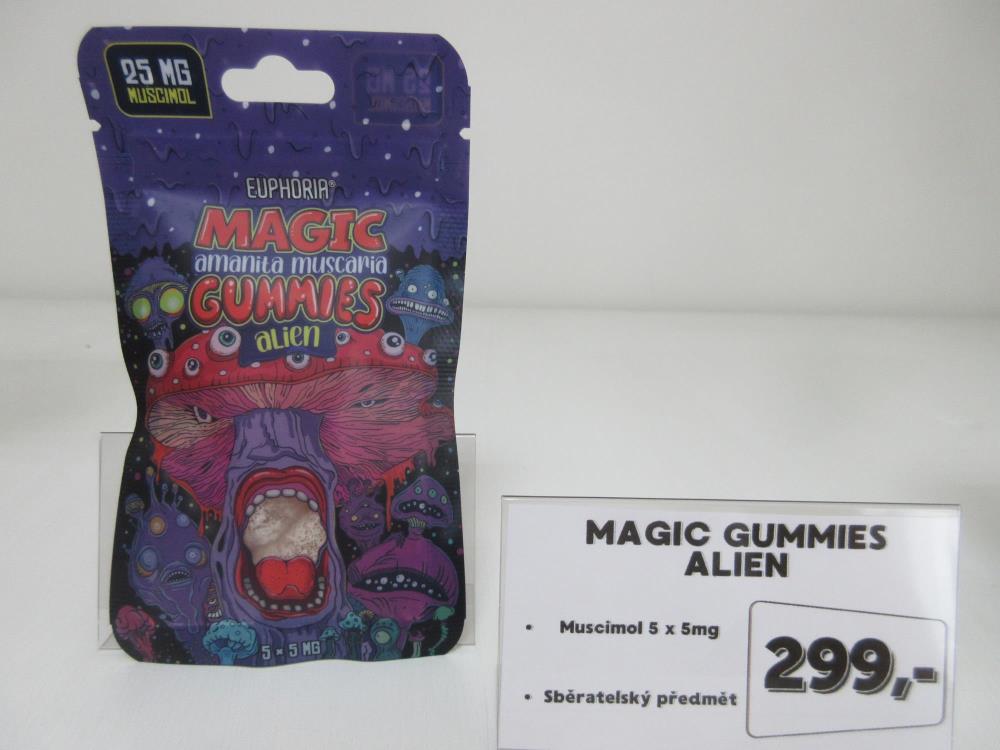 25 MG
MUSCIMOL
EUPHORIA®
MAGIC
amanita muscaria
GUMMIES
alien
5 × 5 MG
MAGIC GUMMIES
ALIEN
• Muscimol 5 x 5mg
299,-
• Sběratelský předmět